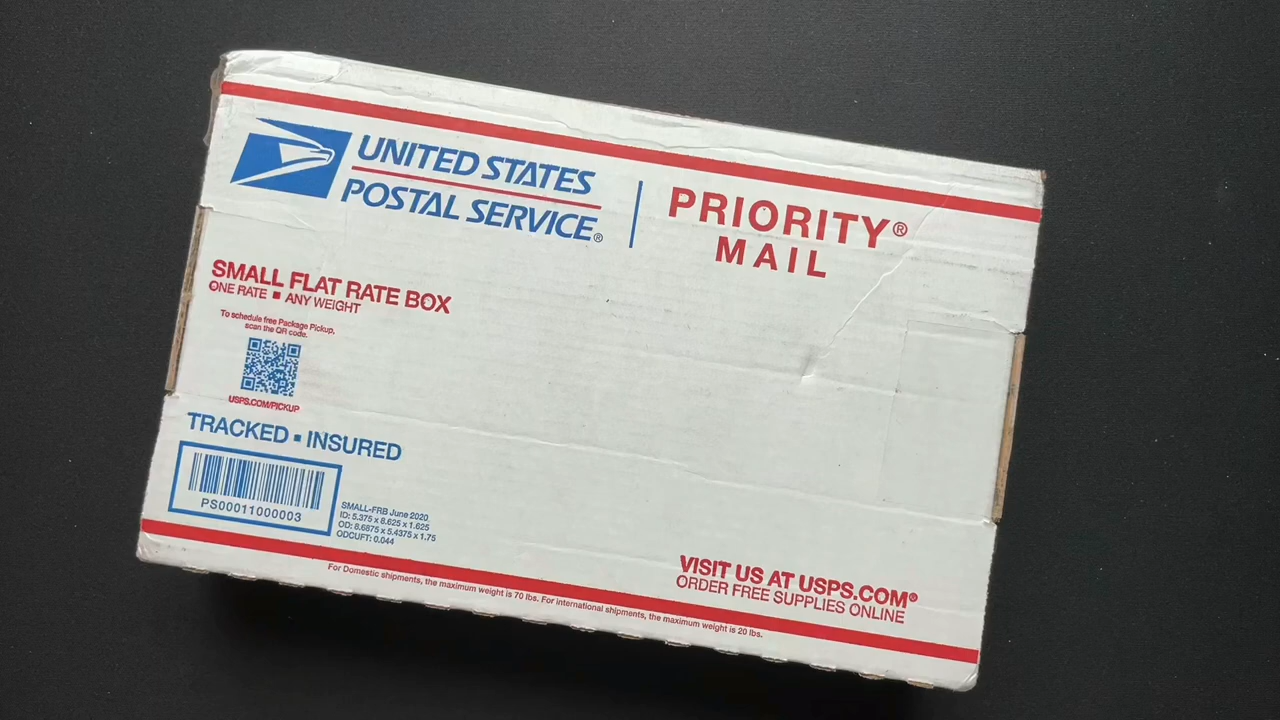 UNITED STATES
POSTAL SERVICE®
PRIORITY®
MAIL
SMALL FLAT RATE BOX
ONE RATE ■ ANY WEIGHT
To schedule free Package Pickup,
scan the QR code.
USPS.COM/PICKUP
TRACKED ■ INSURED
PS00011000003
SMALL-FRB June 2020
ID: 5.375 x 8.625 x 1.625
OD: 8.6875 x 5.4375 x 1.75
ODCUFT: 0.044
VISIT US AT USPS.COM®
ORDER FREE SUPPLIES ONLINE
For Domestic shipments, the maximum weight is 70 lbs. For international shipments, the maximum weight is 20 lbs.